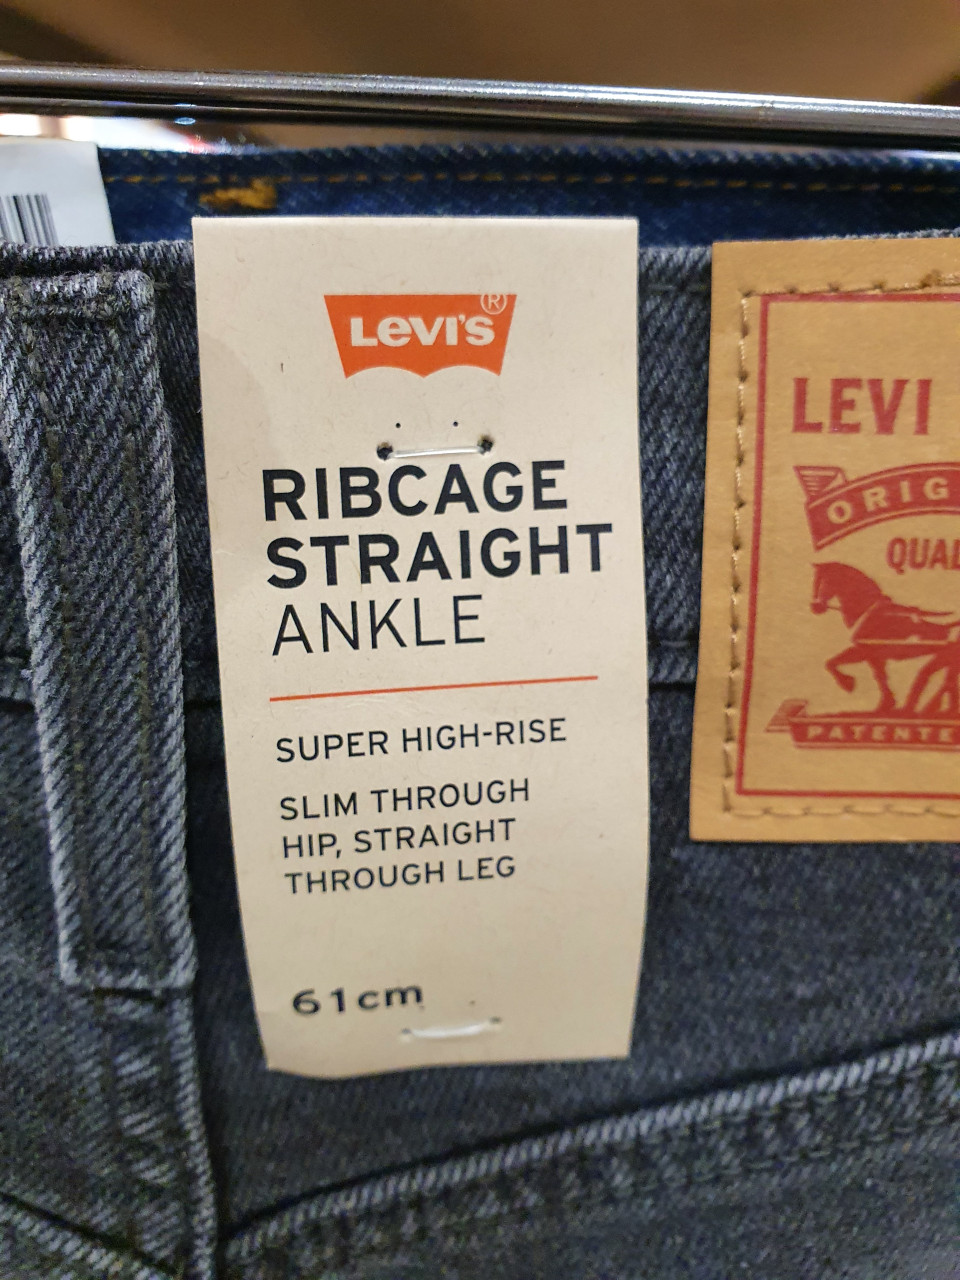 LEVI'S®
RIBCAGE
STRAIGHT
ANKLE
SUPER HIGH-RISE
SLIM THROUGH
HIP, STRAIGHT
THROUGH LEG
61cm
LEVI
ORIG
QUAL
PATENTE